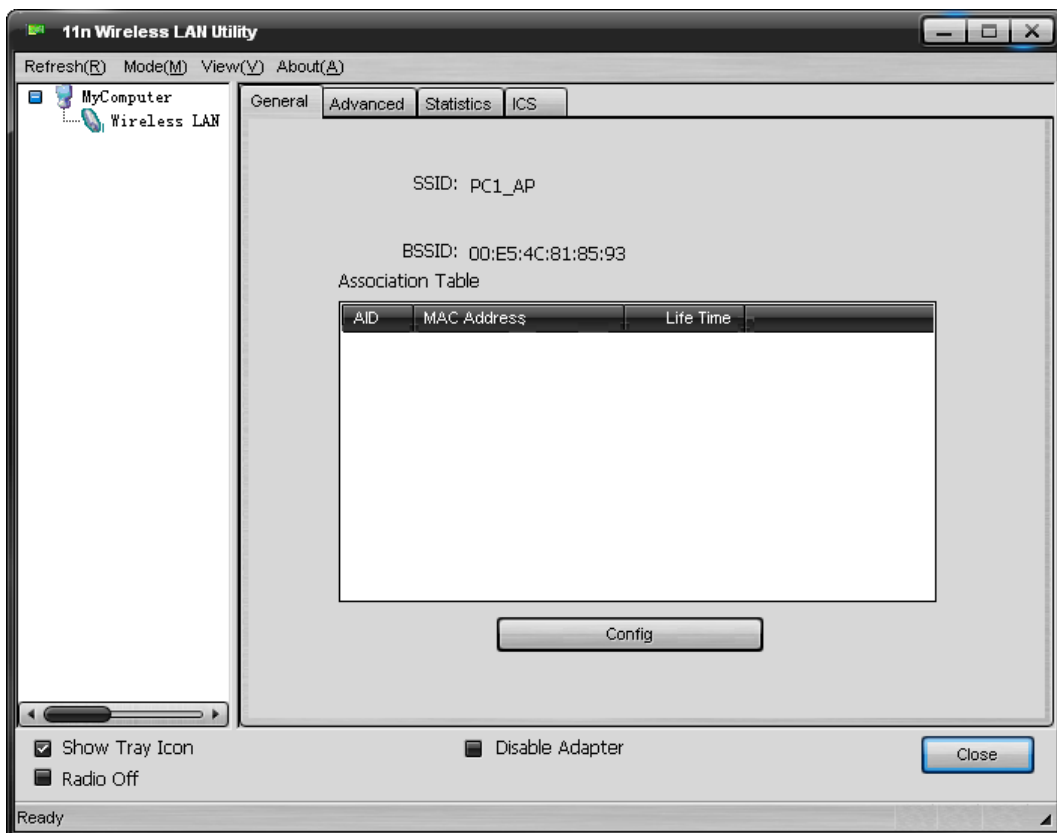 11n Wireless LAN Utility
Refresh(R) Mode(M) View(V) About(A)
MyComputer
Wireless LAN
General Advanced Statistics ICS
SSID: PC1_AP
BSSID: 00:E5:4C:81:85:93
Association Table
AID MAC Address Life Time
Config
Show Tray Icon
Disable Adapter
Radio Off
Close
Ready